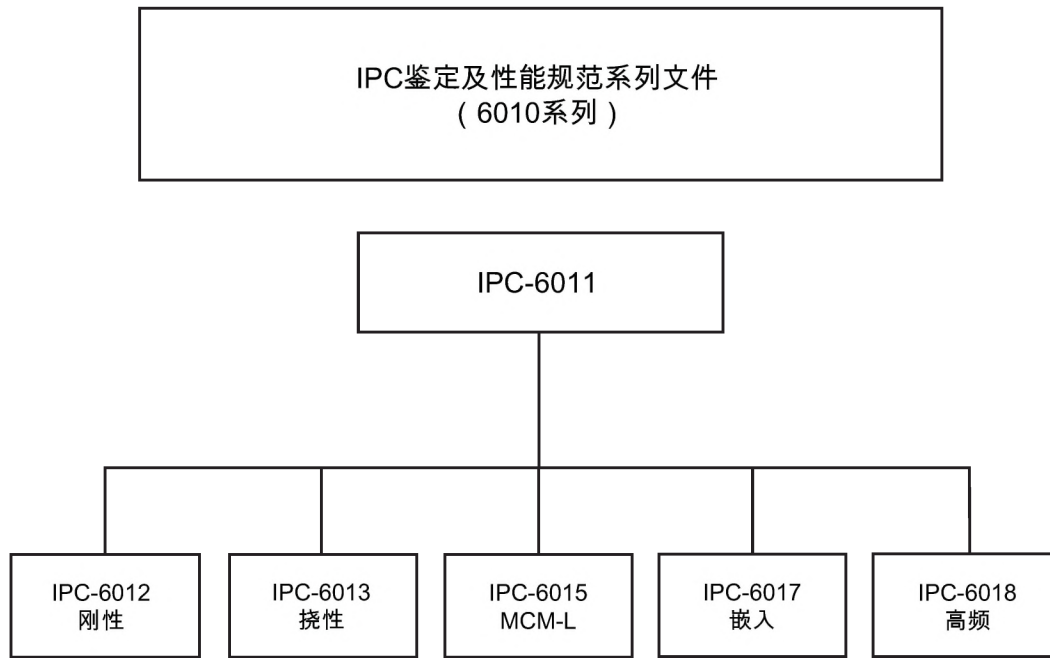 IPC鉴定及性能规范系列文件
（6010系列）
IPC-6011
IPC-6012
刚性
IPC-6013
挠性
IPC-6015
MCM-L
IPC-6017
嵌入
IPC-6018
高频